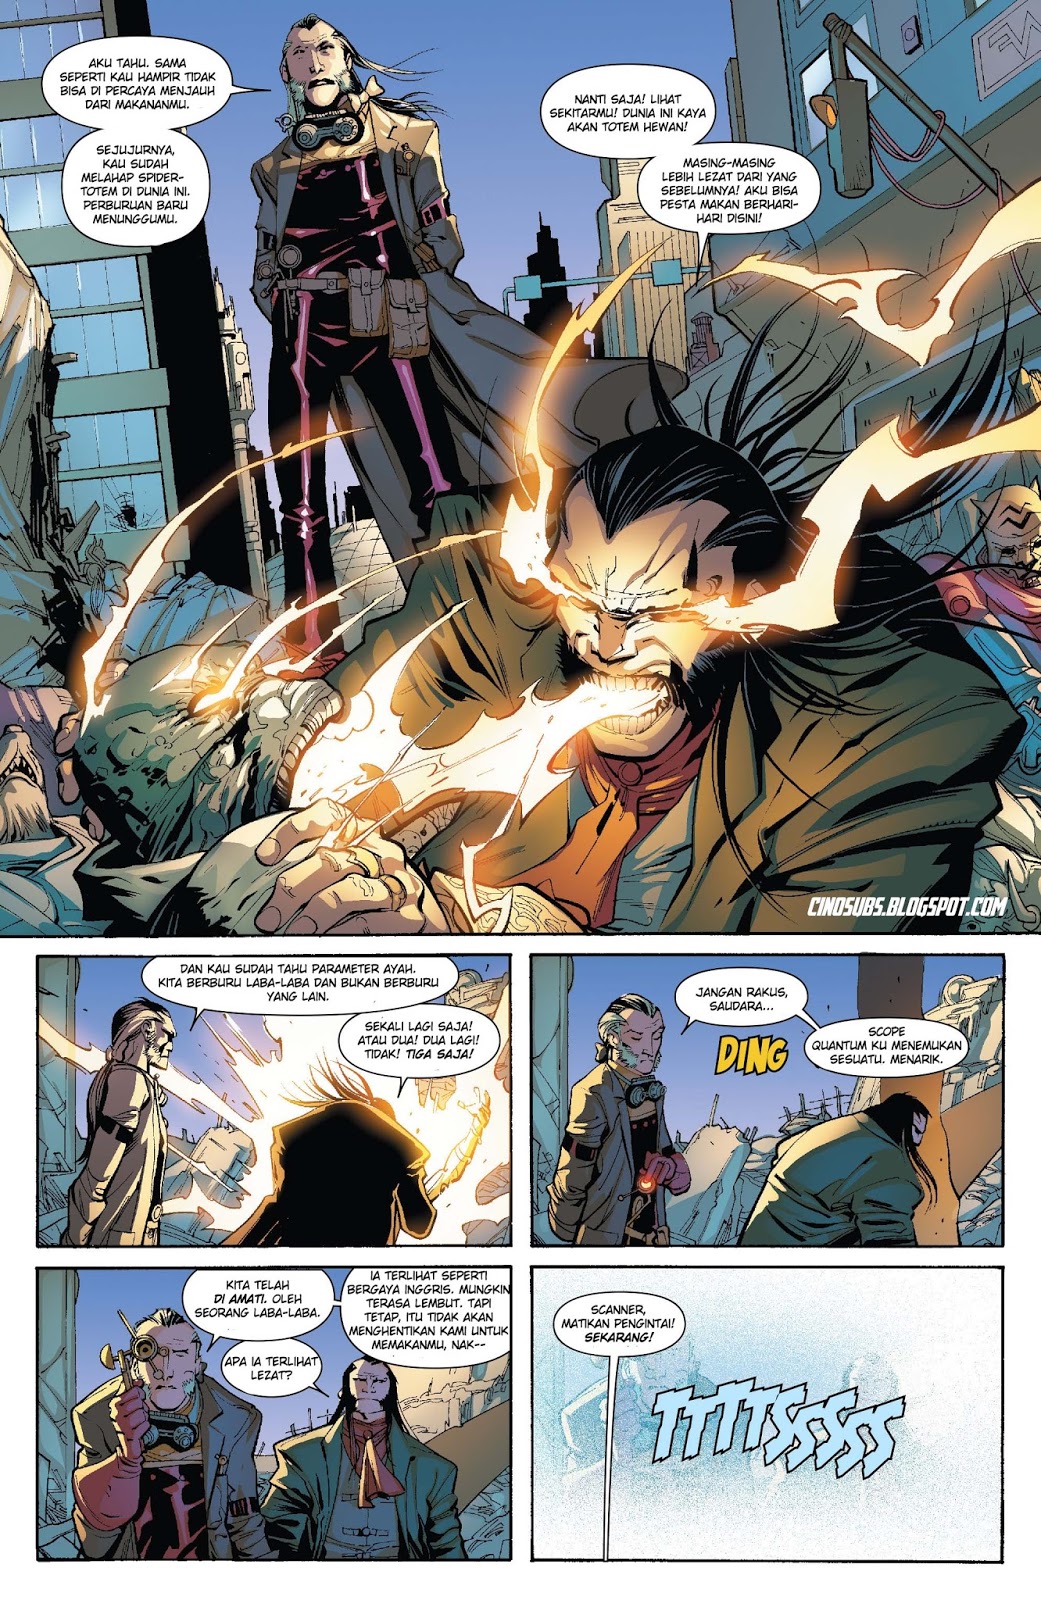 AKU TAHU. SAMA
SEPERTI KAU HAMPIR TIDAK
BISA DI PERCAYA MENJAUH
DARI MAKANANMU.
SEJUJURNYA,
KAU SUDAH
MELAHAP SPIDER-
TOTEM DI DUNIA INI.
PERBURUAN BARU
MENUNGGUMU.
NANTI SAJA! LIHAT
SEKITARMU! DUNIA INI KAYA
AKAN TOTEM HEWAN!
MASING-MASING
LEBIH LEZAT DARI YANG
SEBELUMNYA! AKU BISA
PESTA MAKAN BERHARI-
HARI DISINI!
CINOSUBS.BLOGSPOT.COM
DAN KAU SUDAH TAHU PARAMETER AYAH.
KITA BERBURU LABA-LABA DAN BUKAN BERBURU
YANG LAIN.
SEKALI LAGI SAJA!
ATAU DUA! DUA LAGI!
TIDAK! TIGA SAJA!
JANGAN RAKUS,
SAUDARA...
DING
SCOPE
QUANTUM KU MENEMUKAN
SESUATU. MENARIK.
KITA TELAH
DI AMATI. OLEH
SEORANG LABA-LABA.
APA IA TERLIHAT
LEZAT?
IA TERLIHAT SEPERTI
BERGAYA INGGRIS. MUNGKIN
TERASA LEMBUT. TAPI
TETAP, ITU TIDAK AKAN
MENGHENTIKAN KAMI UNTUK
MEMAKANMU, NAK--
SCANNER,
MATIKAN PENGINTAI!
SEKARANG!
TTTTSSSSS